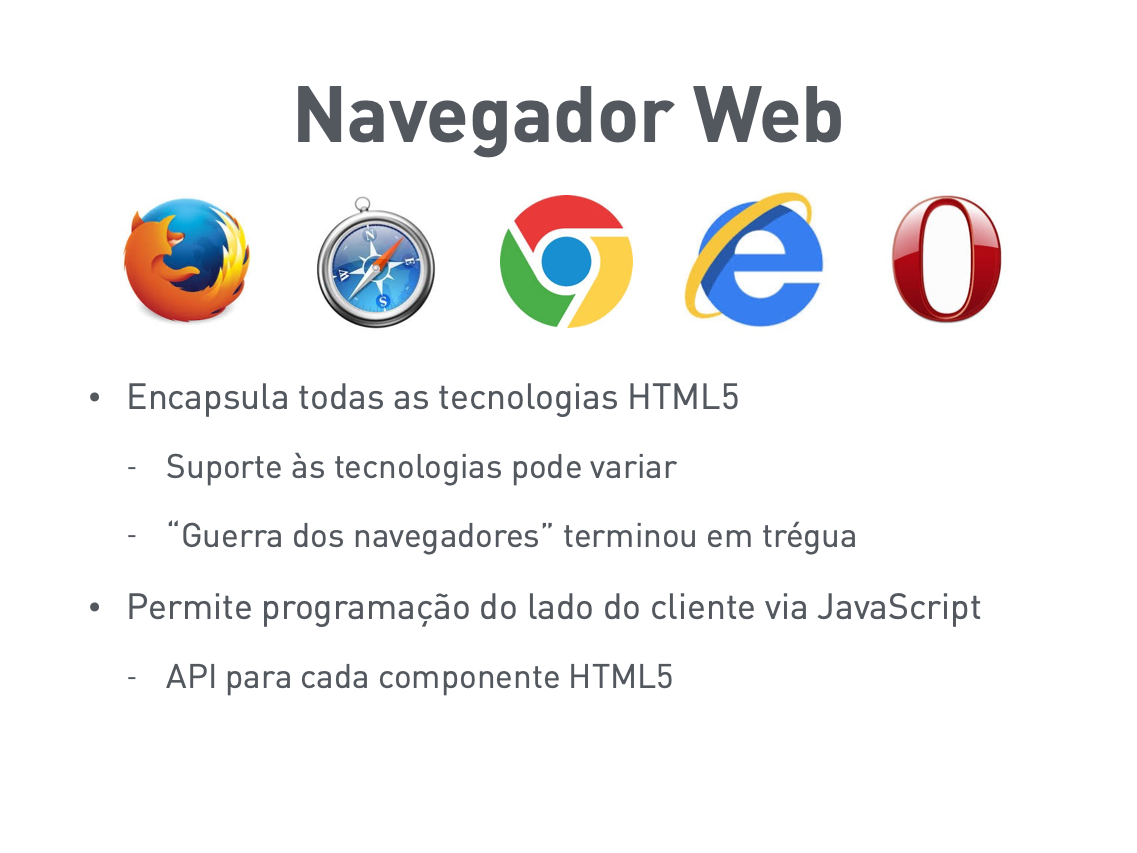 Navegador Web
• Encapsula todas as tecnologias HTML5
- Suporte às tecnologias pode variar
- “Guerra dos navegadores” terminou em trégua
• Permite programação do lado do cliente via JavaScript
- API para cada componente HTML5